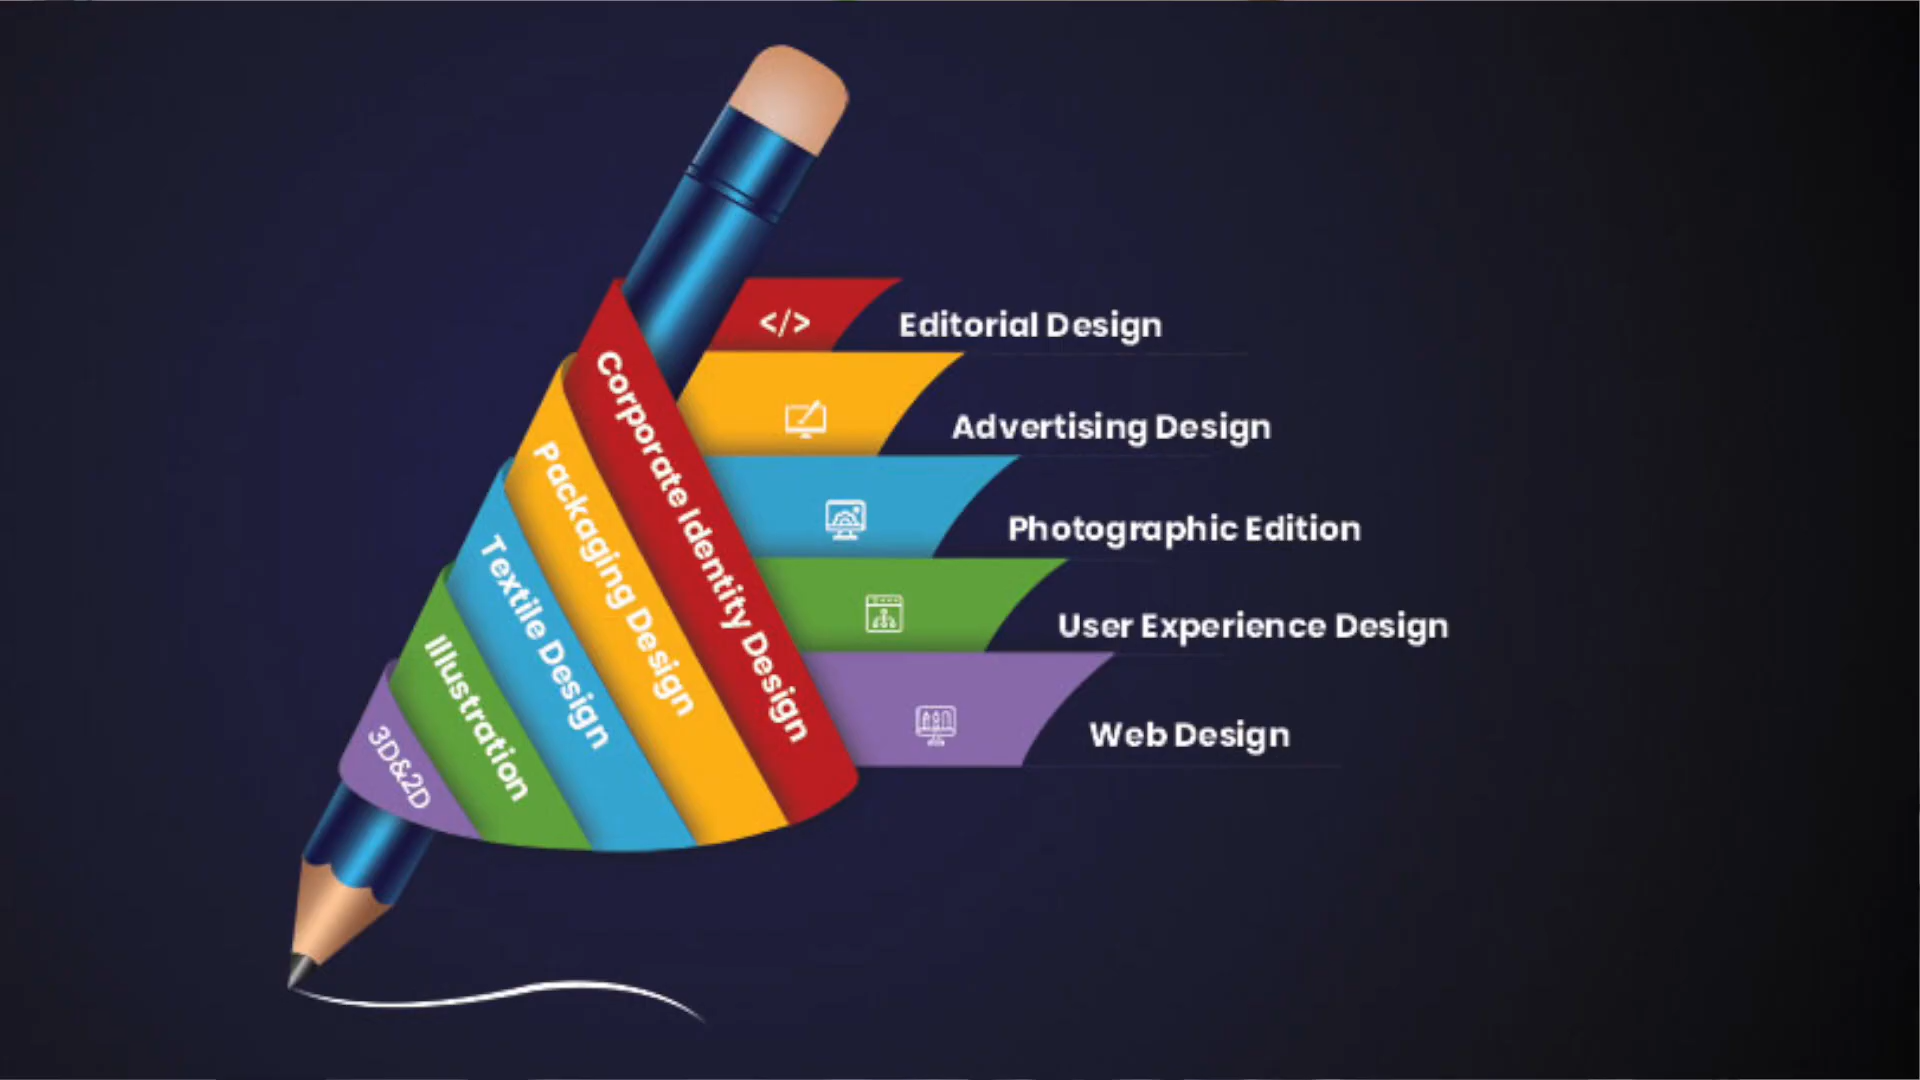 </>
Editorial Design
Advertising Design
Photographic Edition
User Experience Design
Web Design
Corporate Identity Design
Packaging Design
Textile Design
Illustration
3D&2D